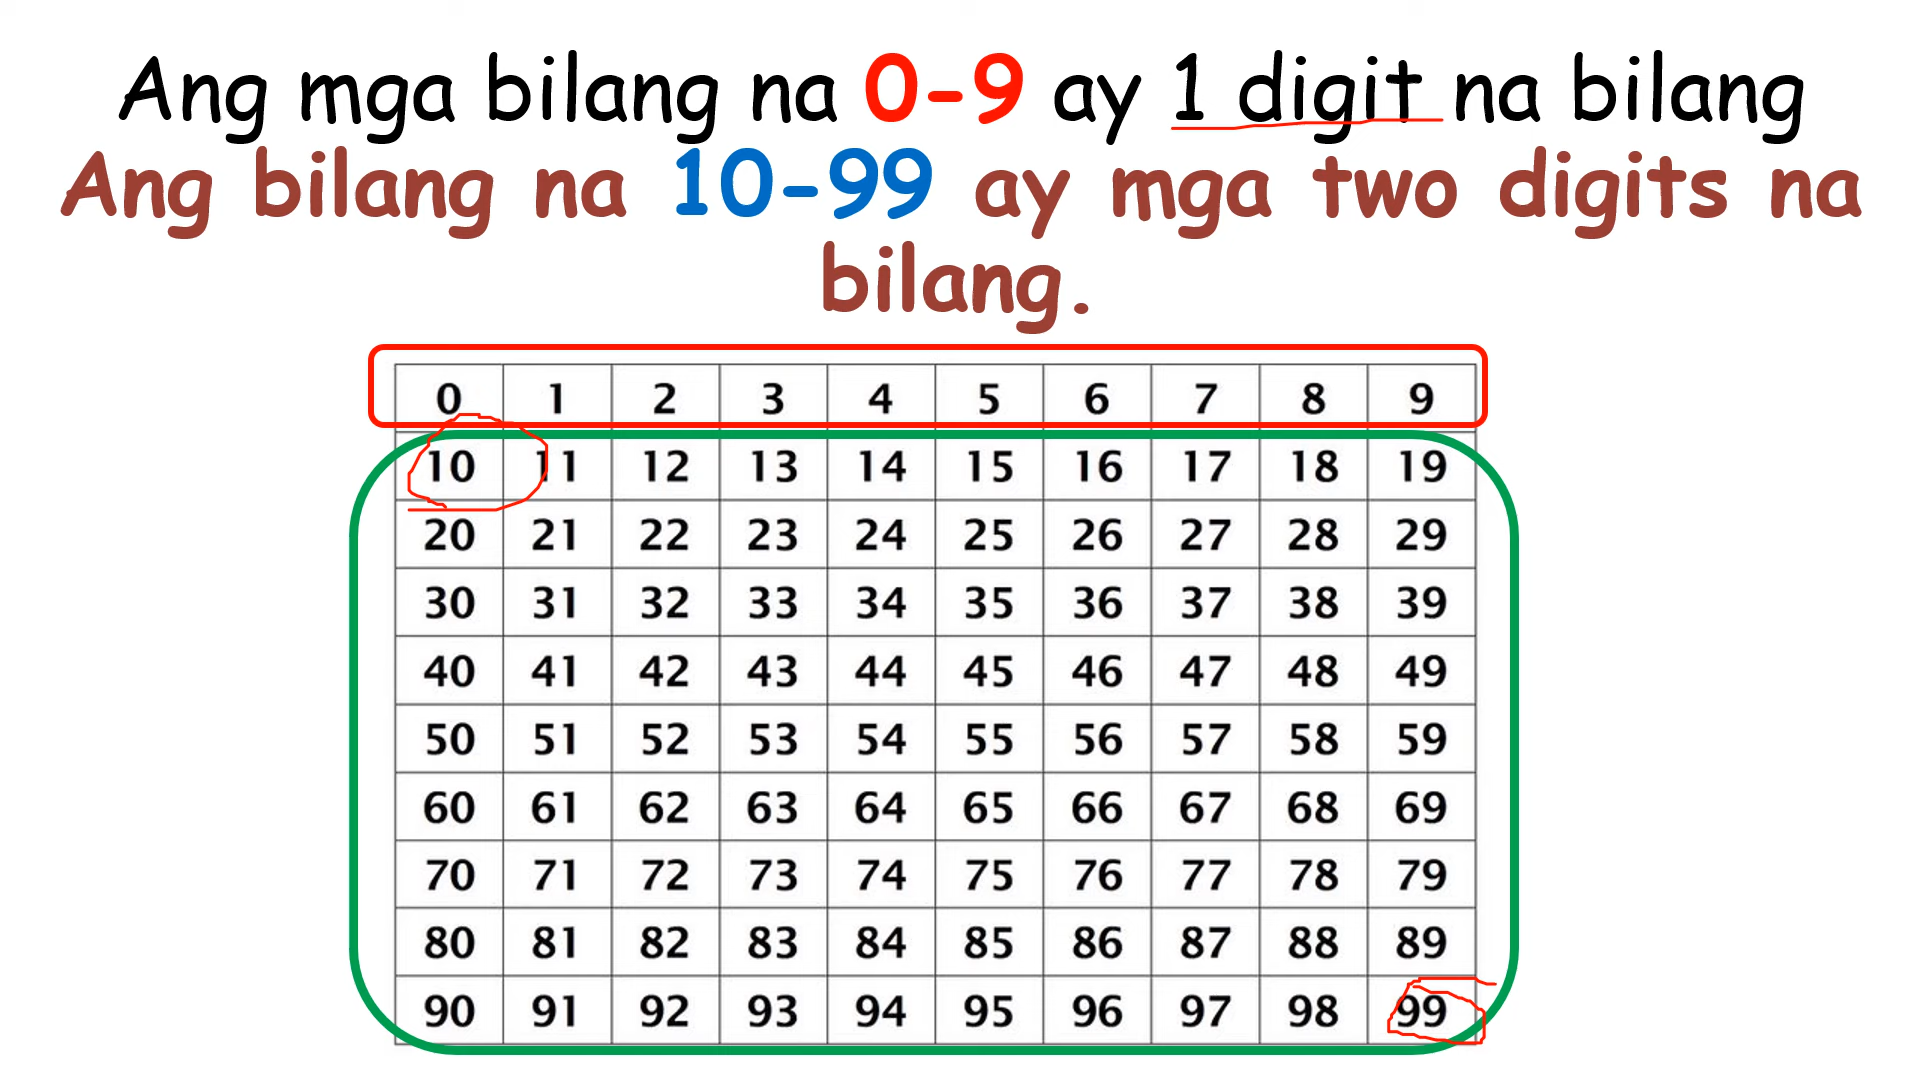 Ang mga bilang na 0-9 ay 1 digit na bilang
Ang bilang na 10-99 ay mga two digits na
bilang.
0 1 2 3 4 5 6 7 8 9
10 11 12 13 14 15 16 17 18 19
20 21 22 23 24 25 26 27 28 29
30 31 32 33 34 35 36 37 38 39
40 41 42 43 44 45 46 47 48 49
50 51 52 53 54 55 56 57 58 59
60 61 62 63 64 65 66 67 68 69
70 71 72 73 74 75 76 77 78 79
80 81 82 83 84 85 86 87 88 89
90 91 92 93 94 95 96 97 98 99